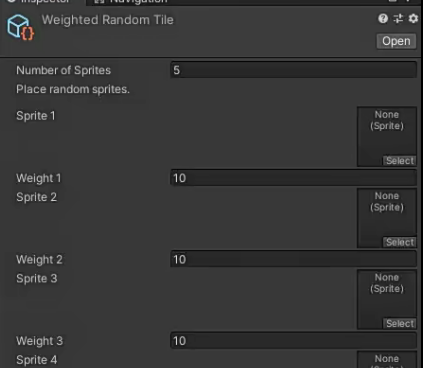 Inspector Navigation
Weighted Random Tile
Open
Number of Sprites 5
Place random sprites.
Sprite 1
None
(Sprite)
Select
Weight 1 10
Sprite 2
None
(Sprite)
Select
Weight 2 10
Sprite 3
None
(Sprite)
Select
Weight 3 10
Sprite 4
None